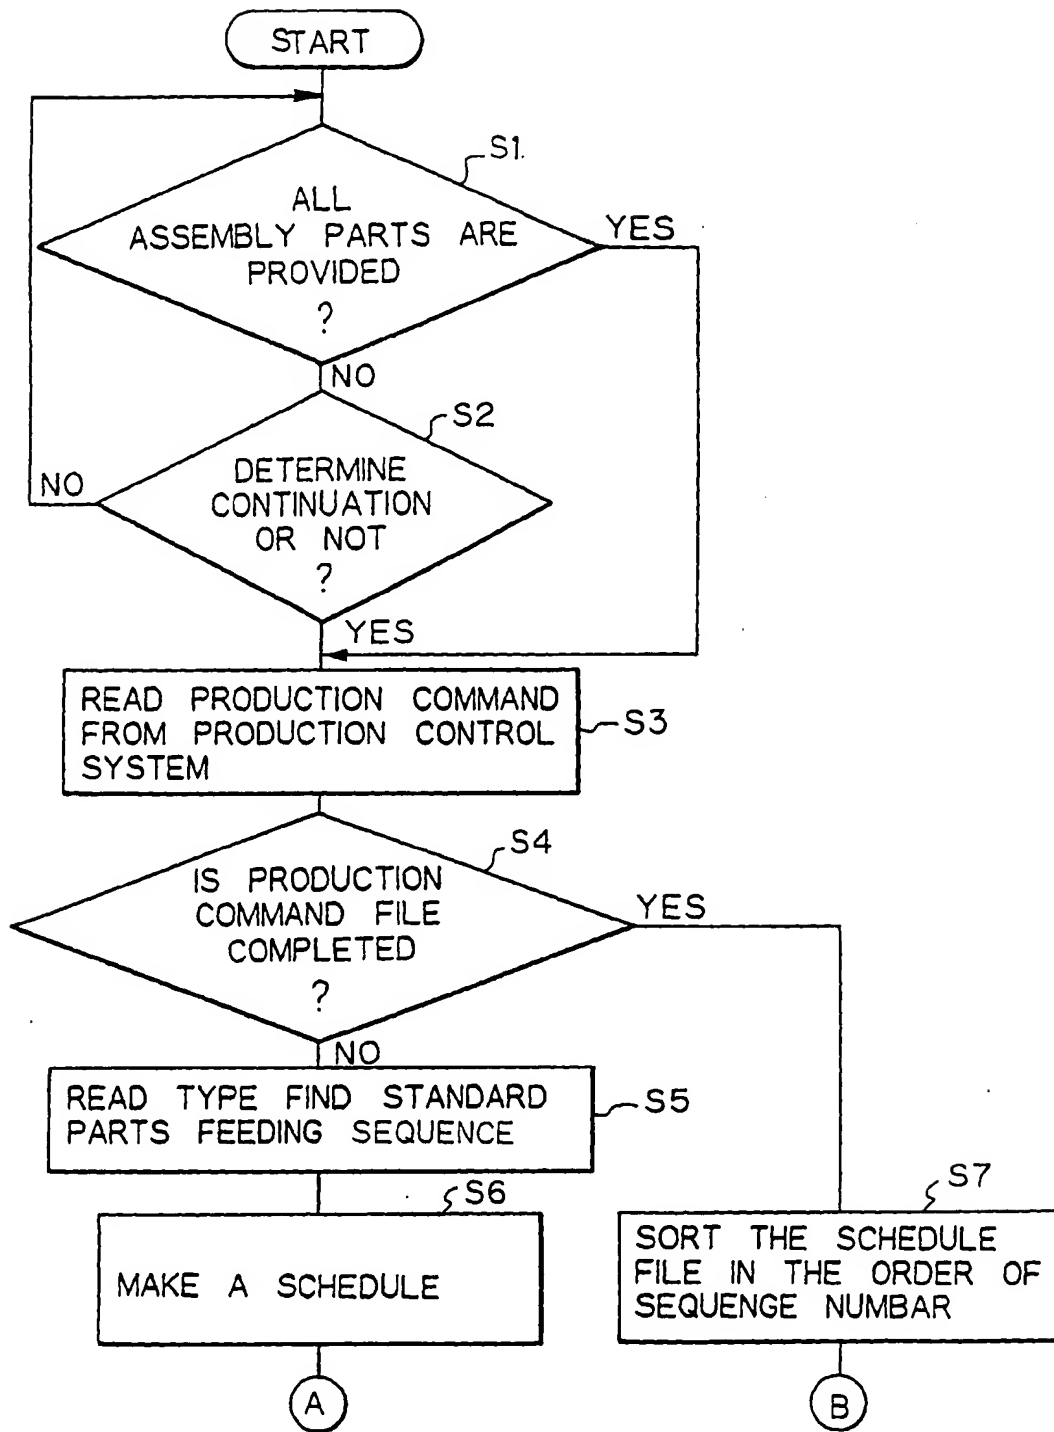 START
S1.
ALL
ASSEMBLY PARTS ARE
PROVIDED
?
YES
NO
S2
DETERMINE
CONTINUATION
OR NOT
?
NO
YES
READ PRODUCTION COMMAND
FROM PRODUCTION CONTROL
SYSTEM
S3
S4
IS PRODUCTION
COMMAND FILE
COMPLETED
?
YES
NO
READ TYPE FIND STANDARD
PARTS FEEDING SEQUENCE
S5
S6
MAKE A SCHEDULE
S7
SORT THE SCHEDULE
FILE IN THE ORDER OF
SEQUENGE NUMBAR
A
B